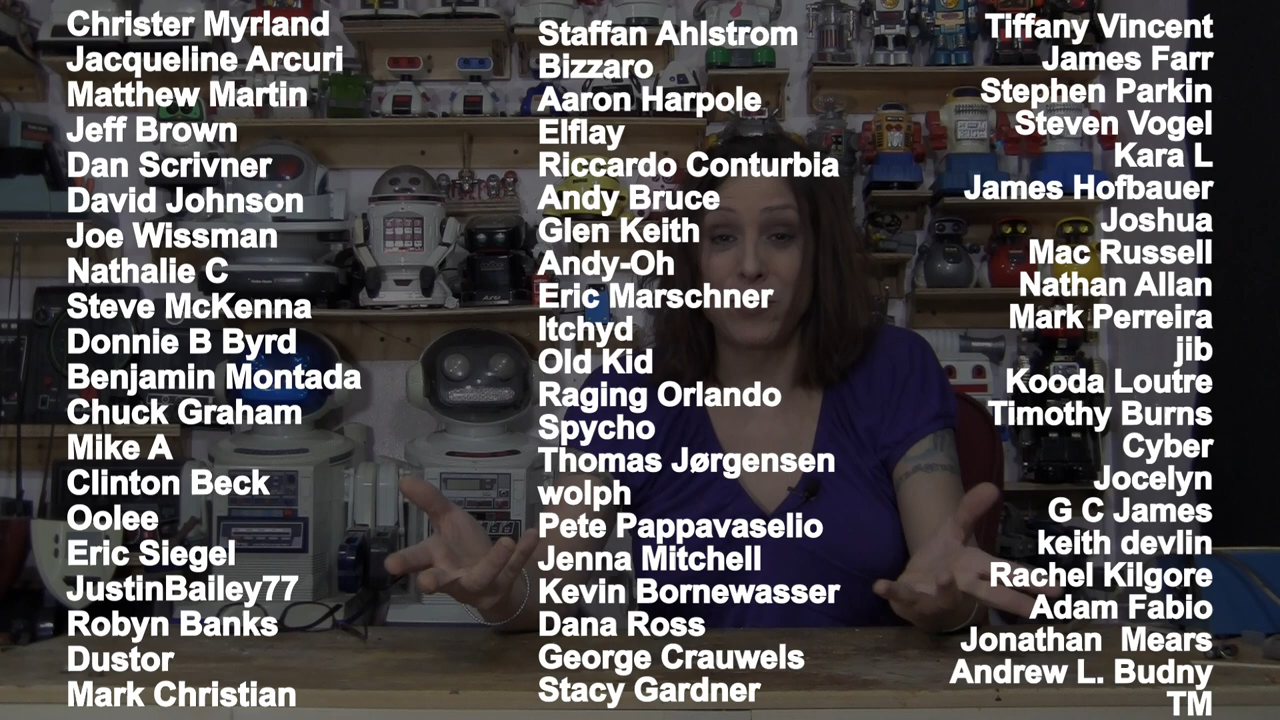 Christer Myrland
Jacqueline Arcuri
Matthew Martin
Jeff Brown
Dan Scrivner
David Johnson
Joe Wissman
Nathalie C
Steve McKenna
Donnie B Byrd
Benjamin Montada
Chuck Graham
Mike A
Clinton Beck
Oolee
Eric Siegel
JustinBailey77
Robyn Banks
Dustor
Mark Christian
Staffan Ahlstrom
Bizzaro
Aaron Harpole
Elflay
Riccardo Conturbia
Andy Bruce
Glen Keith
Andy-Oh
Eric Marschner
Itchyd
Old Kid
Raging Orlando
Spycho
Thomas Jørgensen
wolph
Pete Pappavaselio
Jenna Mitchell
Kevin Bornewasser
Dana Ross
George Crauwels
Stacy Gardner
Tiffany Vincent
James Farr
Stephen Parkin
Steven Vogel
Kara L
James Hofbauer
Joshua
Mac Russell
Nathan Allan
Mark Perreira
jib
Kooda Loutre
Timothy Burns
Cyber
Jocelyn
G C James
keith devlin
Rachel Kilgore
Adam Fabio
Jonathan  Mears
Andrew L. Budny
TM